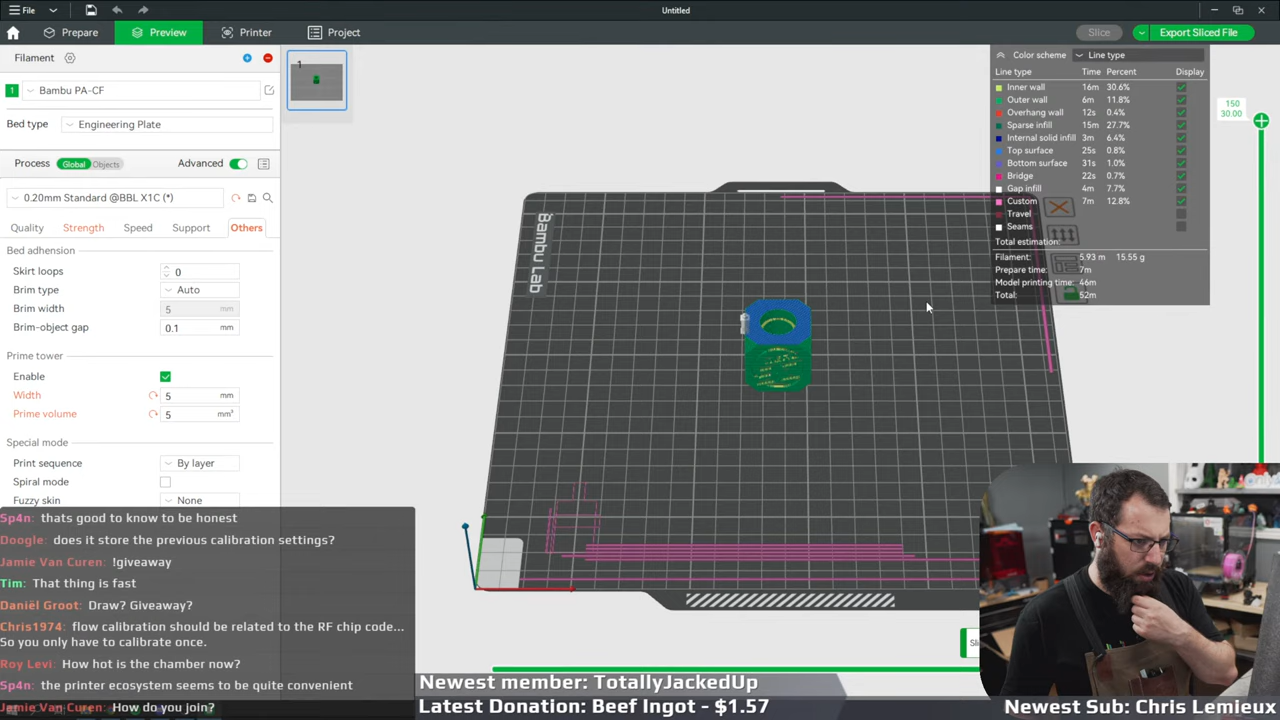 File
Untitled
Prepare
Preview
Printer
Project
Slice
Export Sliced File
Filament
1
Bambu PA-CF
Bed type
Engineering Plate
Process
Global
Objects
Advanced
0.20mm Standard @BBL X1C (*)
Quality
Strength
Speed
Support
Others
Bed adhension
Skirt loops
0
Brim type
Auto
Brim width
5
mm
Brim-object gap
0.1
mm
Prime tower
Enable
Width
5
mm
Prime volume
5
mm³
Special mode
Print sequence
By layer
Spiral mode
Fuzzy skin
None
1
Bambu Lab
Color scheme
Line type
Line type Time Percent Display
Inner wall 16m 30.6%
Outer wall 6m 11.8%
Overhang wall 12s 0.4%
Sparse infill 15m 27.7%
Internal solid infill 3m 6.4%
Top surface 25s 0.8%
Bottom surface 31s 1.0%
Bridge 22s 0.7%
Gap infill 4m 7.7%
Custom 7m 12.8%
Travel
Seams
Total estimation:
Filament: 5.93 m 15.55 g
Prepare time: 7m
Model printing time: 46m
Total: 52m
150
30.00
Sp4n: thats good to know to be honest
Doogle: does it store the previous calibration settings?
Jamie Van Curen: !giveaway
Tim: That thing is fast
Daniël Groot: Draw? Giveaway?
Chris1974: flow calibration should be related to the RF chip code...
So you only have to calibrate once.
Roy Levi: How hot is the chamber now?
Sp4n: the printer ecosystem seems to be quite convenient
Jamie Van Curen: How do you join?
Newest member: TotallyJackedUp
Latest Donation: Beef Ingot - $1.57
Newest Sub: Chris Lemieux